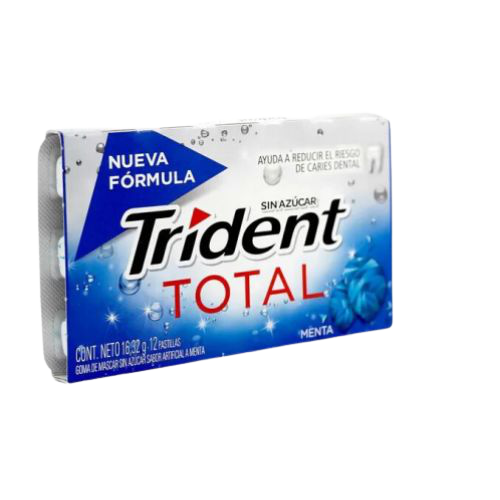 NUEVA
FÓRMULA
AYUDA A REDUCIR EL RIESGO
DE CARIES DENTAL
SIN AZÚCAR
Trident
TOTAL
MENTA
CONT. NETO 16,32 g · 12 PASTILLAS
GOMA DE MASCAR SIN AZÚCAR SABOR ARTIFICIAL A MENTA